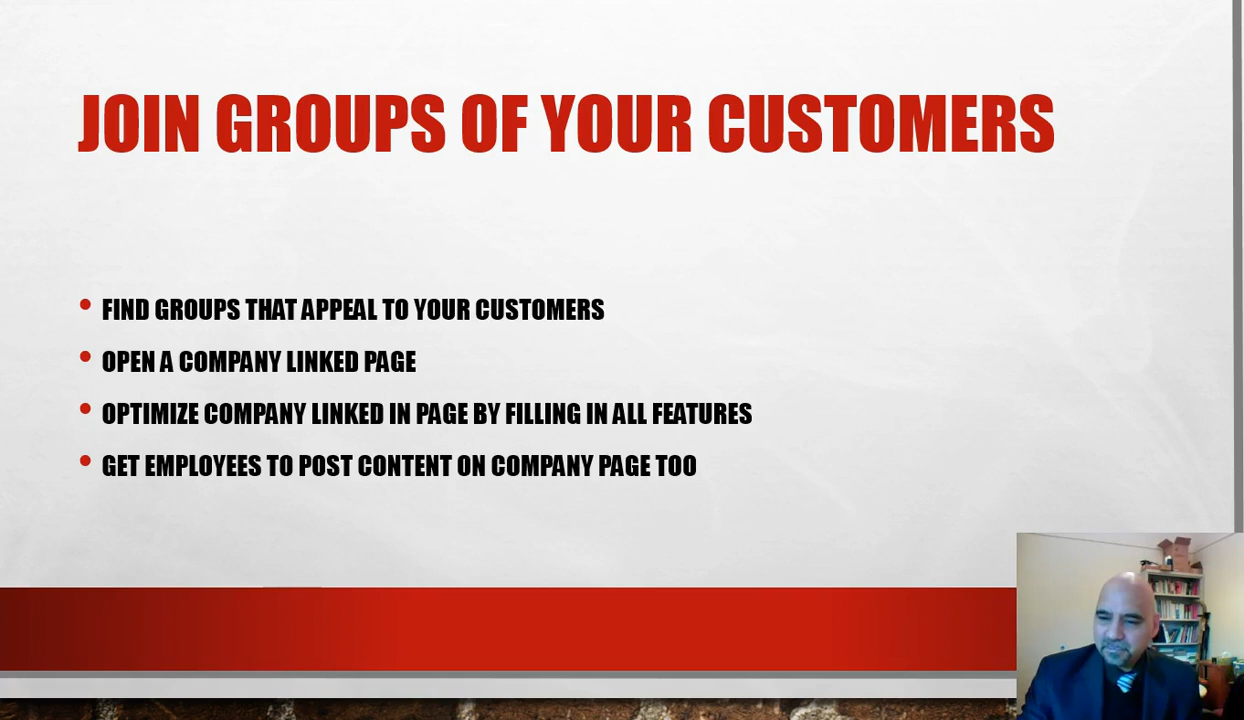 JOIN GROUPS OF YOUR CUSTOMERS
FIND GROUPS THAT APPEAL TO YOUR CUSTOMERS
OPEN A COMPANY LINKED PAGE
OPTIMIZE COMPANY LINKED IN PAGE BY FILLING IN ALL FEATURES
GET EMPLOYEES TO POST CONTENT ON COMPANY PAGE TOO